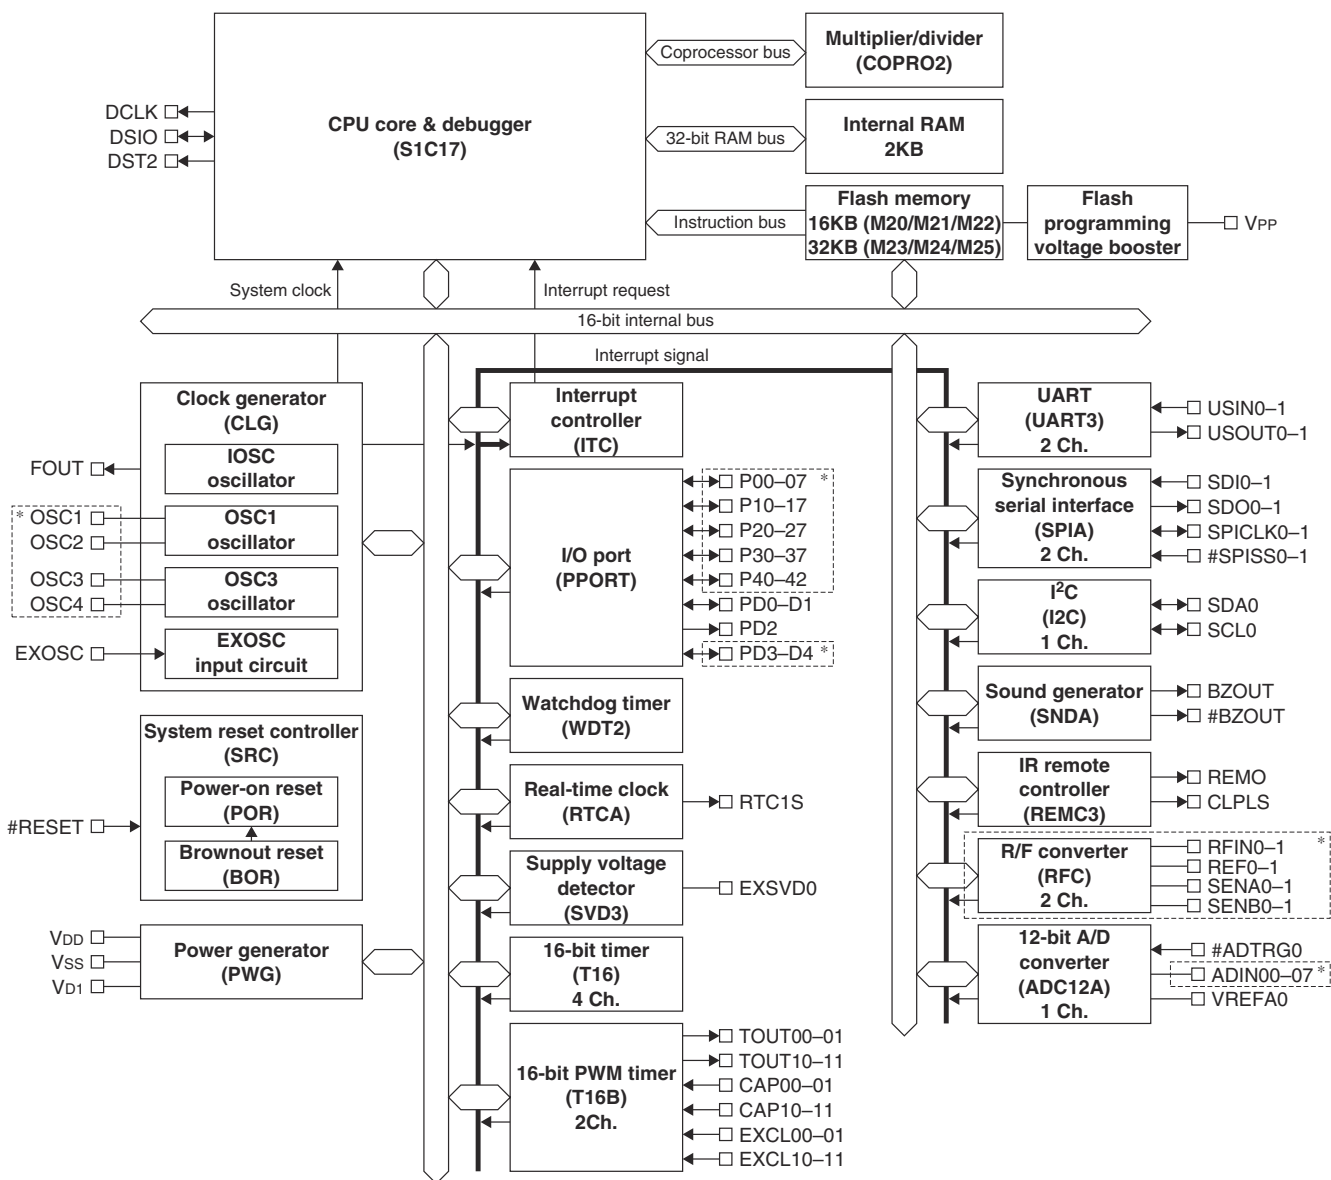 CPU core & debugger
(S1C17)
DCLK
DSIO
DST2
Coprocessor bus
Multiplier/divider
(COPRO2)
32-bit RAM bus
Internal RAM
2KB
Instruction bus
Flash memory
16KB (M20/M21/M22)
32KB (M23/M24/M25)
Flash
programming
voltage booster
VPP
System clock
Interrupt request
16-bit internal bus
Interrupt signal
Clock generator
(CLG)
IOSC
oscillator
OSC1
oscillator
OSC3
oscillator
EXOSC
input circuit
FOUT
* OSC1
OSC2
OSC3
OSC4
EXOSC
System reset controller
(SRC)
Power-on reset
(POR)
Brownout reset
(BOR)
#RESET
Power generator
(PWG)
VDD
VSS
VD1
Interrupt
controller
(ITC)
I/O port
(PPORT)
P00–07 *
P10–17
P20–27
P30–37
P40–42
PD0–D1
PD2
PD3–D4 *
Watchdog timer
(WDT2)
Real-time clock
(RTCA)
RTC1S
Supply voltage
detector
(SVD3)
EXSVD0
16-bit timer
(T16)
4 Ch.
16-bit PWM timer
(T16B)
2Ch.
TOUT00–01
TOUT10–11
CAP00–01
CAP10–11
EXCL00–01
EXCL10–11
UART
(UART3)
2 Ch.
USIN0–1
USOUT0–1
Synchronous
serial interface
(SPIA)
2 Ch.
SDI0–1
SDO0–1
SPICLK0–1
#SPISS0–1
I²C
(I2C)
1 Ch.
SDA0
SCL0
Sound generator
(SNDA)
BZOUT
#BZOUT
IR remote
controller
(REMC3)
REMO
CLPLS
R/F converter
(RFC)
2 Ch.
RFIN0–1 *
REF0–1
SENA0–1
SENB0–1
12-bit A/D
converter
(ADC12A)
1 Ch.
#ADTRG0
ADIN00–07 *
VREFA0